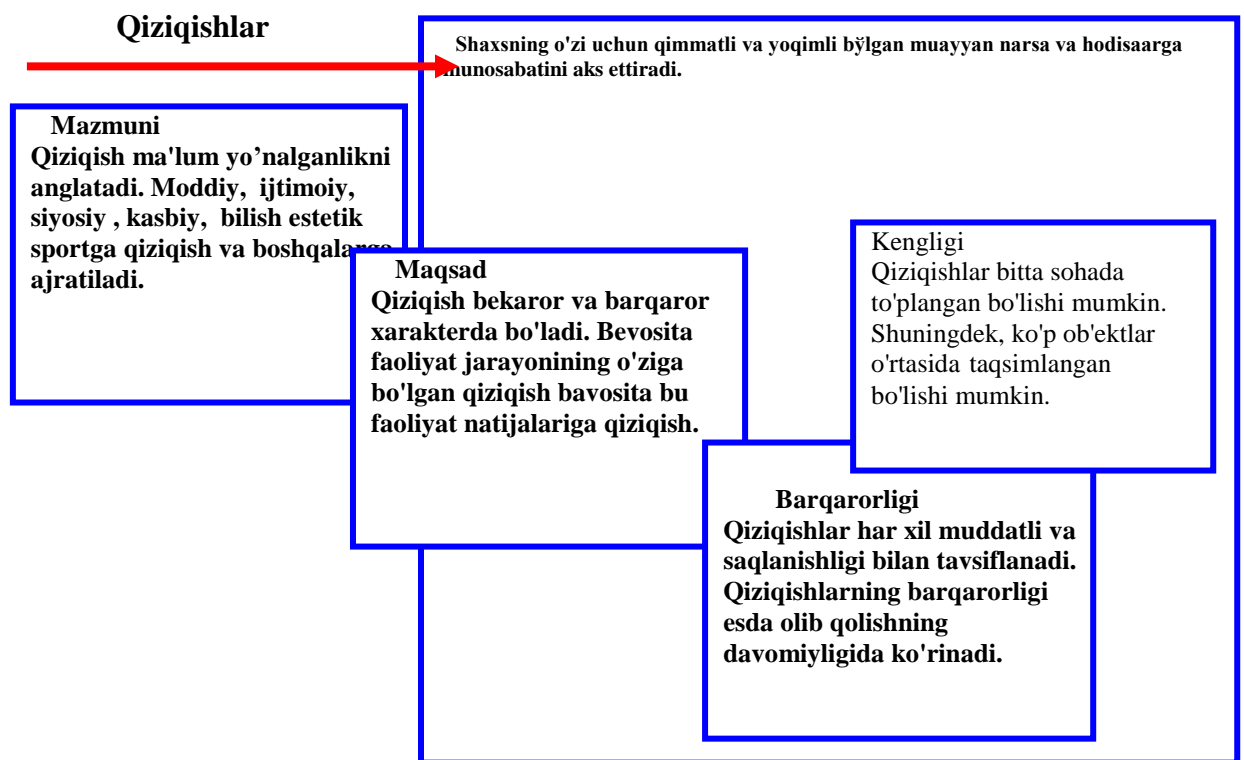 Qiziqishlar
Shaxsning o'zi uchun qimmatli va yoqimli bўlgan muayyan narsa va hodisaarga
munosabatini aks ettiradi.
Mazmuni
Qiziqish ma'lum yo’nalganlikni
anglatadi. Moddiy, ijtimoiy,
siyosiy , kasbiy, bilish estetik
sportga qiziqish va boshqalarga
ajratiladi.
Maqsad
Qiziqish bekaror va barqaror
xarakterda bo'ladi. Bevosita
faoliyat jarayonining o'ziga
bo'lgan qiziqish bavosita bu
faoliyat natijalariga qiziqish.
Kengligi
Qiziqishlar bitta sohada
to'plangan bo'lishi mumkin.
Shuningdek, ko'p ob'ektlar
o'rtasida taqsimlangan
bo'lishi mumkin.
Barqarorligi
Qiziqishlar har xil muddatli va
saqlanishligi bilan tavsiflanadi.
Qiziqishlarning barqarorligi
esda olib qolishning
davomiyligida ko'rinadi.